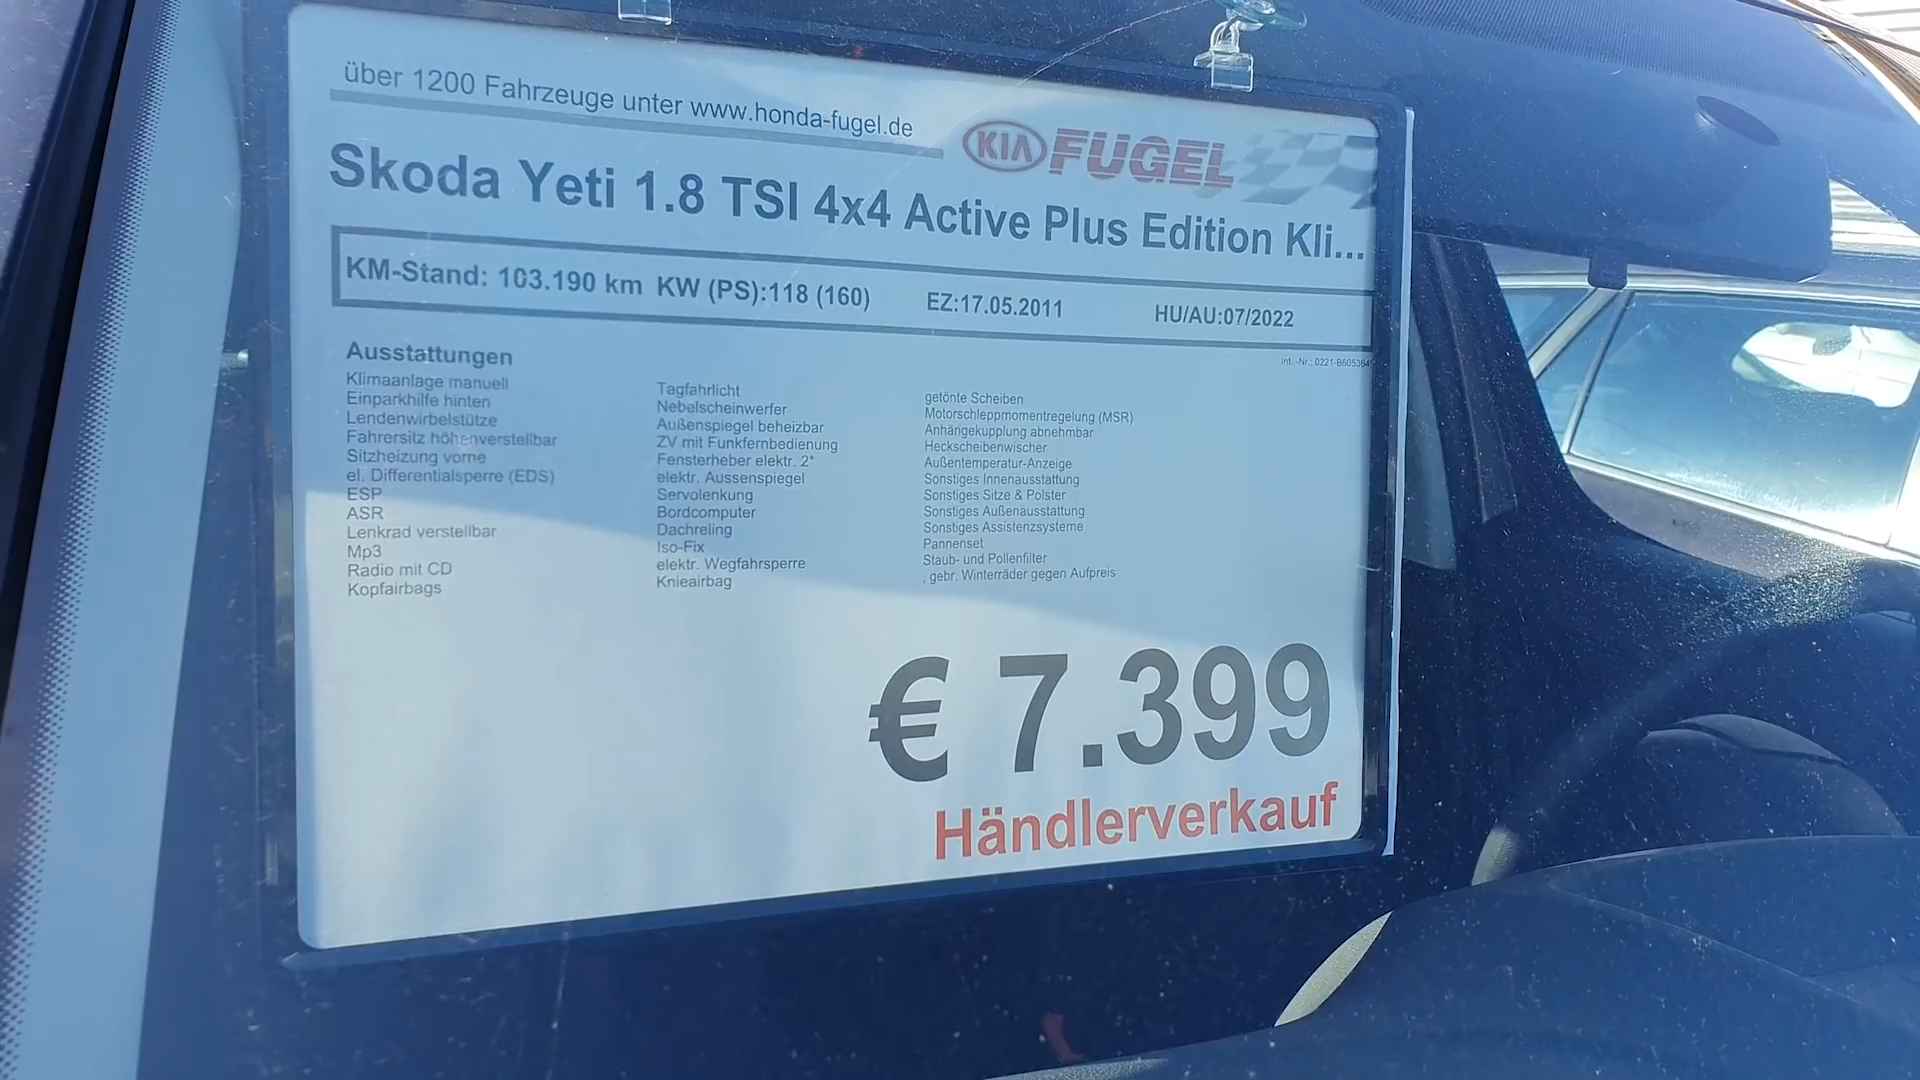 über 1200 Fahrzeuge unter www.honda-fugel.de
KIA FUGEL
Skoda Yeti 1.8 TSI 4x4 Active Plus Edition Kli...
KM-Stand: 103.190 km KW (PS):118 (160) EZ:17.05.2011 HU/AU:07/2022
Ausstattungen
Klimaanlage manuell
Einparkhilfe hinten
Lendenwirbelstütze
Fahrersitz höhenverstellbar
Sitzheizung vorne
el. Differentialsperre (EDS)
ESP
ASR
Lenkrad verstellbar
Mp3
Radio mit CD
Kopfairbags
Tagfahrlicht
Nebelscheinwerfer
Außenspiegel beheizbar
ZV mit Funkfernbedienung
Fensterheber elektr. 2*
elektr. Aussenspiegel
Servolenkung
Bordcomputer
Dachreling
Iso-Fix
elektr. Wegfahrsperre
Knieairbag
Int. -Nr.:
getönte Scheiben
Motorschleppmomentregelung (MSR)
Anhängekupplung abnehmbar
Heckscheibenwischer
Außentemperatur-Anzeige
Sonstiges Innenausstattung
Sonstiges Sitze & Polster
Sonstiges Außenausstattung
Sonstiges Assistenzsysteme
Pannenset
Staub- und Pollenfilter
, gebr. Winterräder gegen Aufpreis
€ 7.399
Händlerverkauf